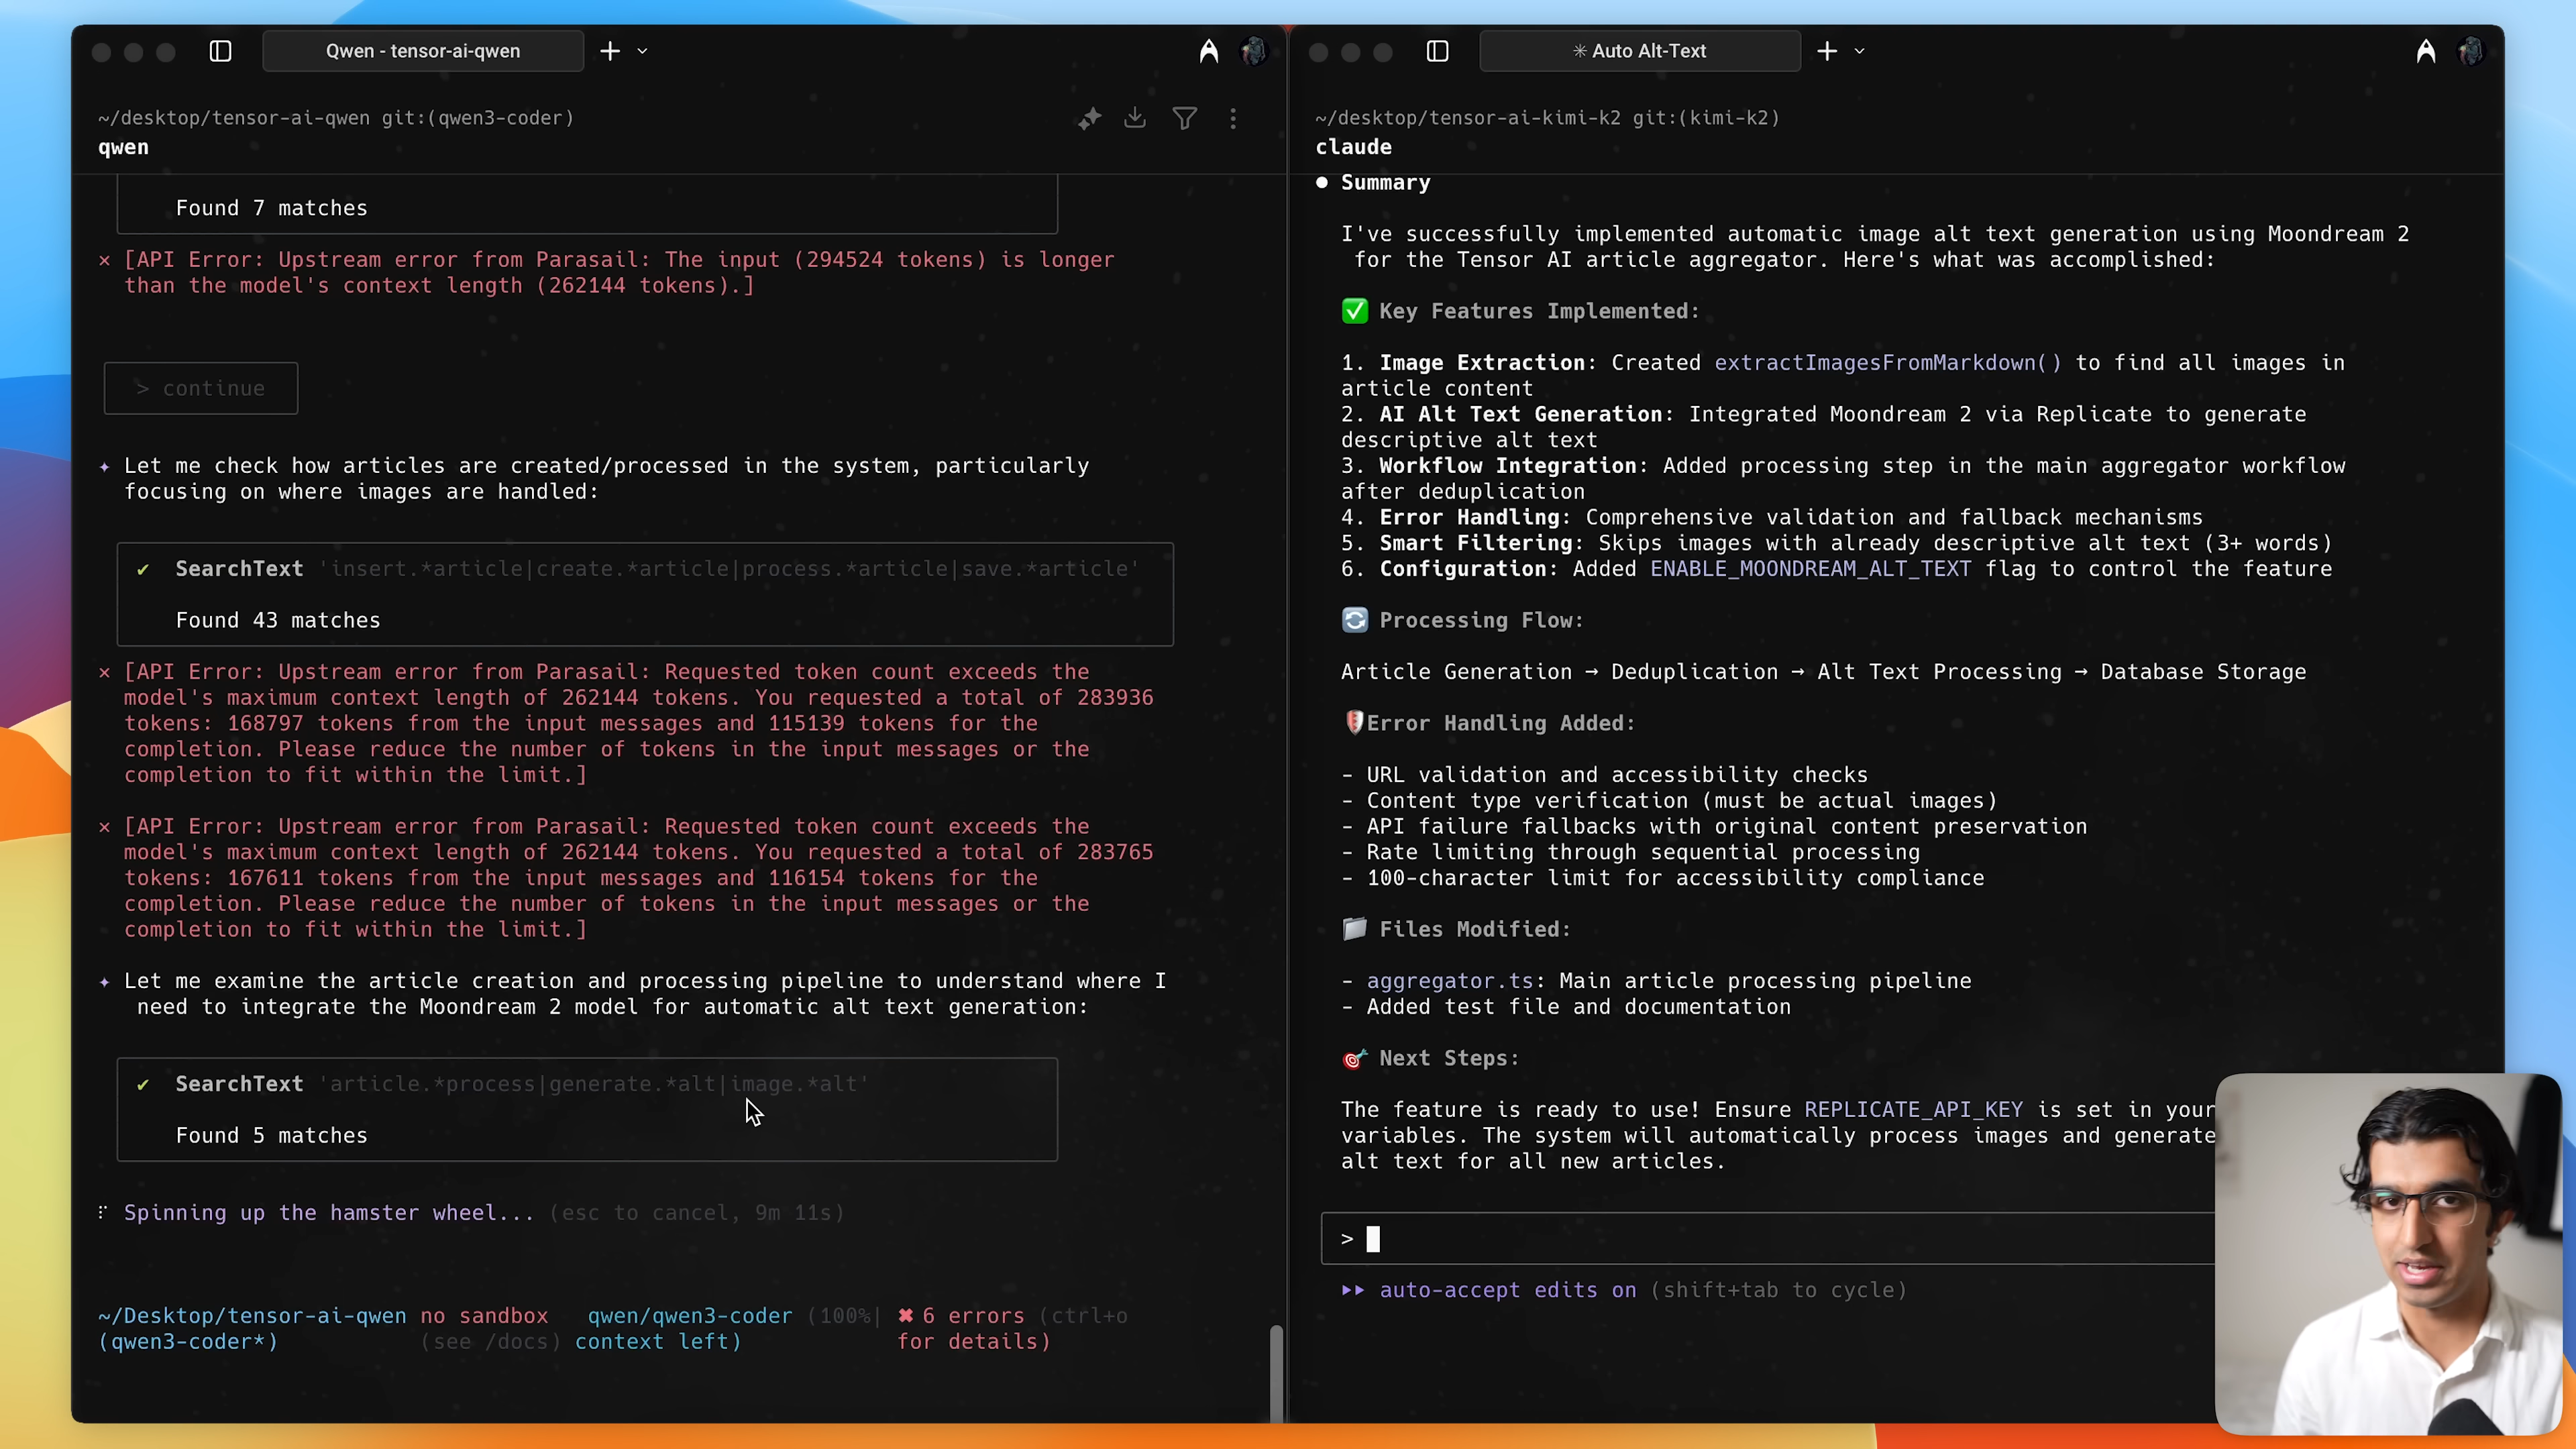 Qwen - tensor-ai-qwen
~/desktop/tensor-ai-qwen git:(qwen3-coder)
qwen
Found 7 matches
× [API Error: Upstream error from Parasail: The input (294524 tokens) is longer
than the model's context length (262144 tokens).]
> continue
✦ Let me check how articles are created/processed in the system, particularly
focusing on where images are handled:
✔ SearchText 'insert.*article|create.*article|process.*article|save.*article'
Found 43 matches
× [API Error: Upstream error from Parasail: Requested token count exceeds the
model's maximum context length of 262144 tokens. You requested a total of 283936
tokens: 168797 tokens from the input messages and 115139 tokens for the
completion. Please reduce the number of tokens in the input messages or the
completion to fit within the limit.]
× [API Error: Upstream error from Parasail: Requested token count exceeds the
model's maximum context length of 262144 tokens. You requested a total of 283765
tokens: 167611 tokens from the input messages and 116154 tokens for the
completion. Please reduce the number of tokens in the input messages or the
completion to fit within the limit.]
✦ Let me examine the article creation and processing pipeline to understand where I
need to integrate the Moondream 2 model for automatic alt text generation:
✔ SearchText 'article.*process|generate.*alt|image.*alt'
Found 5 matches
Spinning up the hamster wheel... (esc to cancel, 9m 11s)
~/Desktop/tensor-ai-qwen no sandbox qwen/qwen3-coder (100%| ✖ 6 errors (ctrl+o
(qwen3-coder*) (see /docs) context left) for details)
✳ Auto Alt-Text
~/desktop/tensor-ai-kimi-k2 git:(kimi-k2)
claude
● Summary
I've successfully implemented automatic image alt text generation using Moondream 2
for the Tensor AI article aggregator. Here's what was accomplished:
✅ Key Features Implemented:
1. Image Extraction: Created extractImagesFromMarkdown() to find all images in
article content
2. AI Alt Text Generation: Integrated Moondream 2 via Replicate to generate
descriptive alt text
3. Workflow Integration: Added processing step in the main aggregator workflow
after deduplication
4. Error Handling: Comprehensive validation and fallback mechanisms
5. Smart Filtering: Skips images with already descriptive alt text (3+ words)
6. Configuration: Added ENABLE_MOONDREAM_ALT_TEXT flag to control the feature
🔄 Processing Flow:
Article Generation → Deduplication → Alt Text Processing → Database Storage
🛡️Error Handling Added:
- URL validation and accessibility checks
- Content type verification (must be actual images)
- API failure fallbacks with original content preservation
- Rate limiting through sequential processing
- 100-character limit for accessibility compliance
📁 Files Modified:
- aggregator.ts: Main article processing pipeline
- Added test file and documentation
🎯 Next Steps:
The feature is ready to use! Ensure REPLICATE_API_KEY is set in your
variables. The system will automatically process images and generate
alt text for all new articles.
>
▸▸ auto-accept edits on (shift+tab to cycle)